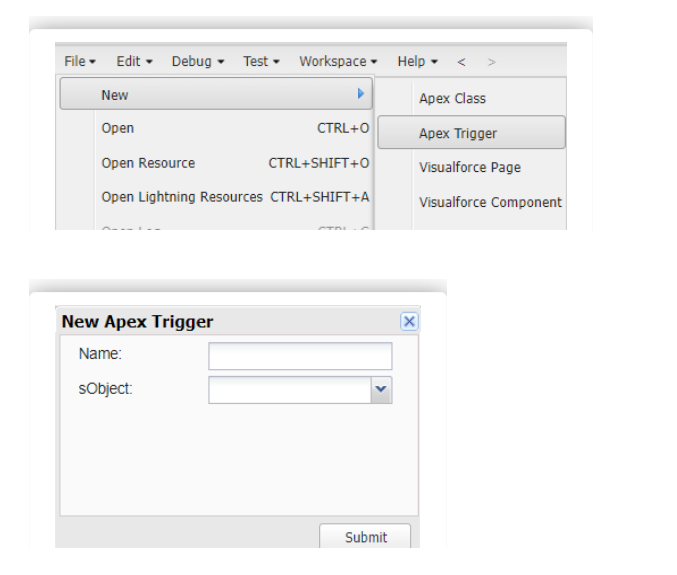 File Edit Debug Test Workspace Help < >
New
Apex Class
Open CTRL+O
Apex Trigger
Open Resource CTRL+SHIFT+O
Visualforce Page
Open Lightning Resources CTRL+SHIFT+A
Visualforce Component
New Apex Trigger
Name:
sObject:
Submit